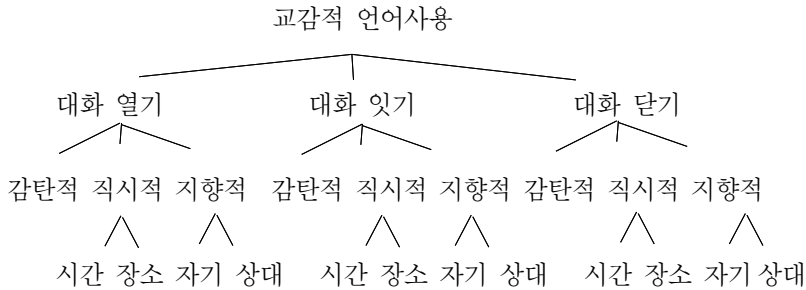 교감적 언어사용
대화 열기 대화 잇기 대화 닫기
감탄적 직시적 지향적 감탄적 직시적 지향적 감탄적 직시적 지향적
시간 장소 자기 상대 시간 장소 자기 상대 시간 장소 자기 상대